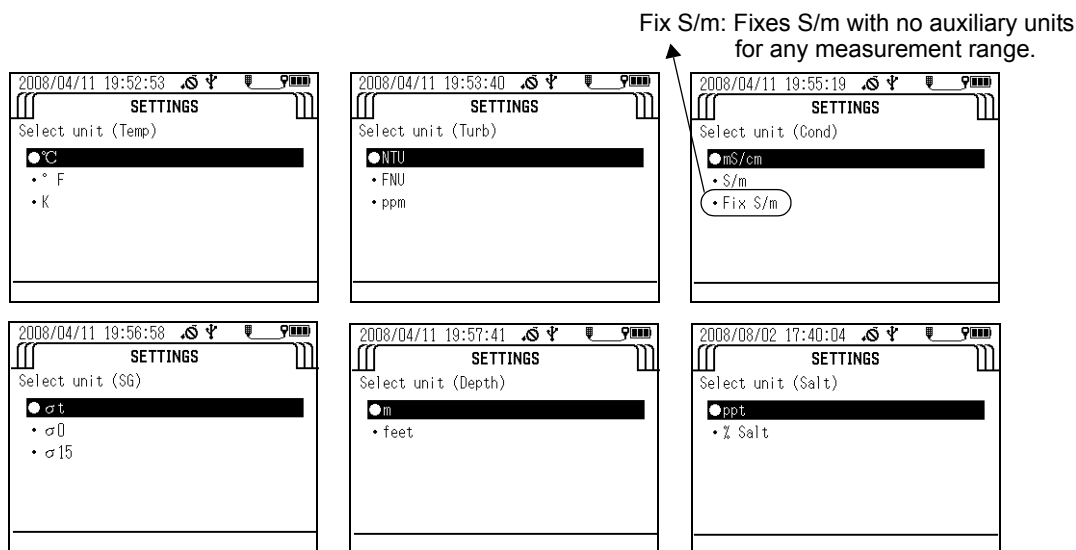 Fix S/m: Fixes S/m with no auxiliary units
for any measurement range.
2008/04/11 19:52:53
SETTINGS
Select unit (Temp)
●℃
・° F
・K
2008/04/11 19:53:40
SETTINGS
Select unit (Turb)
●NTU
・FNU
・ppm
2008/04/11 19:55:19
SETTINGS
Select unit (Cond)
●mS/cm
・S/m
・Fix S/m
2008/04/11 19:56:58
SETTINGS
Select unit (SG)
●σt
・σ0
・σ15
2008/04/11 19:57:41
SETTINGS
Select unit (Depth)
●m
・feet
2008/08/02 17:40:04
SETTINGS
Select unit (Salt)
●ppt
・% Salt